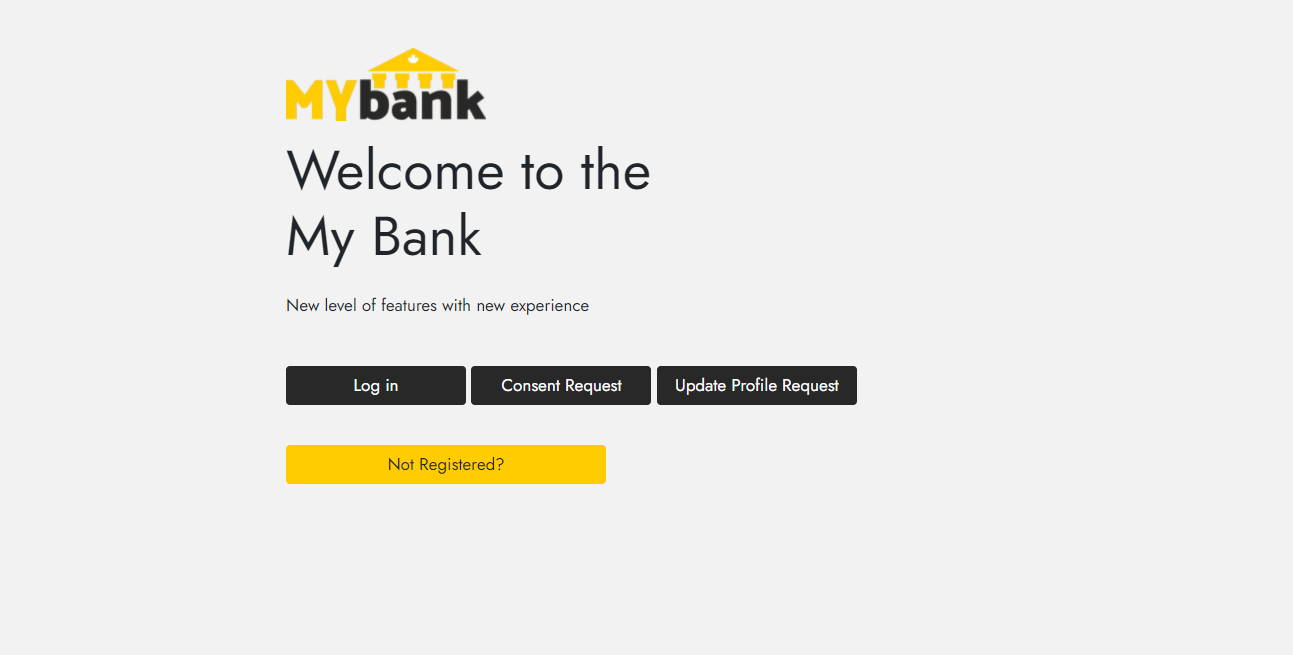 MYbank
Welcome to the
My Bank
New level of features with new experience
Log in
Consent Request
Update Profile Request
Not Registered?